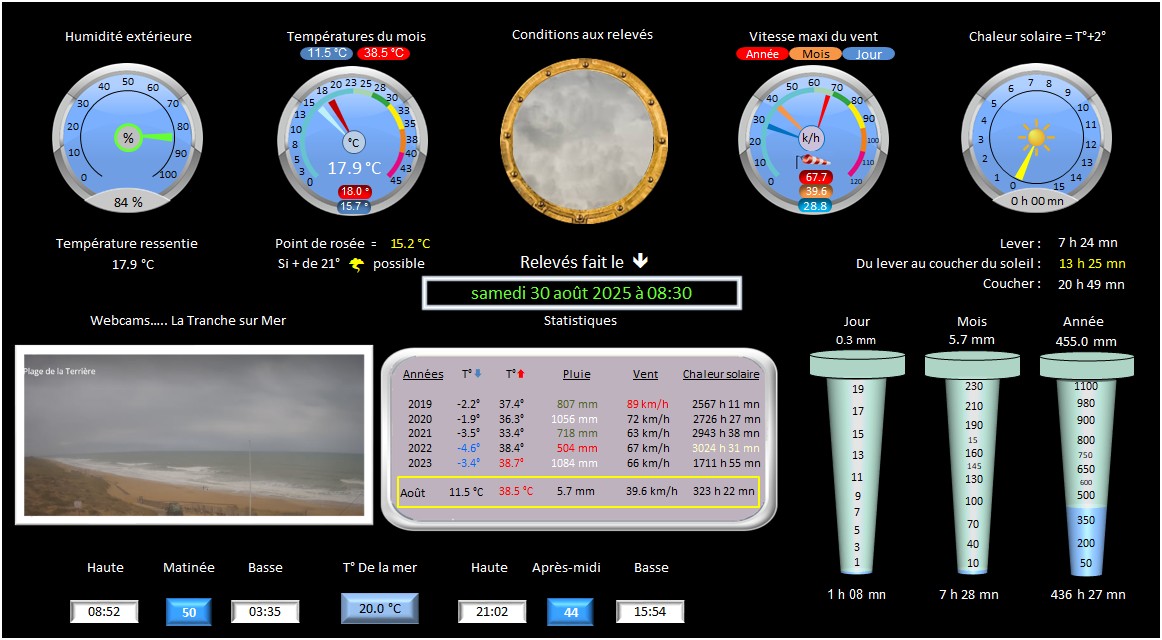 Humidité extérieure
0 10 20 30 40 50 60 70 80 90 100
%
84 %
Température ressentie
17.9 °C
Températures du mois
11.5 °C 38.5 °C
0 3 5 8 10 13 15 18 20 23 25 28 30 33 35 38 40 43 45
°C
17.9 °C
18.0 °
15.7 °
Point de rosée = 15.2 °C
Si + de 21° possible
Conditions aux relevés
Relevés fait le
samedi 30 août 2025 à 08:30
Vitesse maxi du vent
Année Mois Jour
0 10 20 30 40 50 60 70 80 90 100 110 120
k/h
67.7
39.6
28.8
Chaleur solaire = T°+2°
0 1 2 3 4 5 6 7 8 9 10 11 12 13 14 15
0 h 00 mn
Lever : 7 h 24 mn
Du lever au coucher du soleil : 13 h 25 mn
Coucher : 20 h 49 mn
Webcams..... La Tranche sur Mer
Plage de la Terrière
Statistiques
Années T° T° Pluie Vent Chaleur solaire
2019 -2.2° 37.4° 807 mm 89 km/h 2567 h 11 mn
2020 -1.9° 36.3° 1056 mm 72 km/h 2726 h 27 mn
2021 -3.5° 33.4° 718 mm 63 km/h 2943 h 38 mn
2022 -4.6° 38.4° 504 mm 67 km/h 3024 h 31 mn
2023 -3.4° 38.7° 1084 mm 66 km/h 1711 h 55 mn
Août 11.5 °C 38.5 °C 5.7 mm 39.6 km/h 323 h 22 mn
Jour
0.3 mm
19
17
15
13
11
9
7
5
3
1
1 h 08 mn
Mois
5.7 mm
230
210
190
15
160
145
130
100
70
40
10
7 h 28 mn
Année
455.0 mm
1100
980
900
800
750
650
600
500
350
200
50
436 h 27 mn
Haute Matinée Basse T° De la mer Haute Après-midi Basse
08:52 50 03:35 20.0 °C 21:02 44 15:54